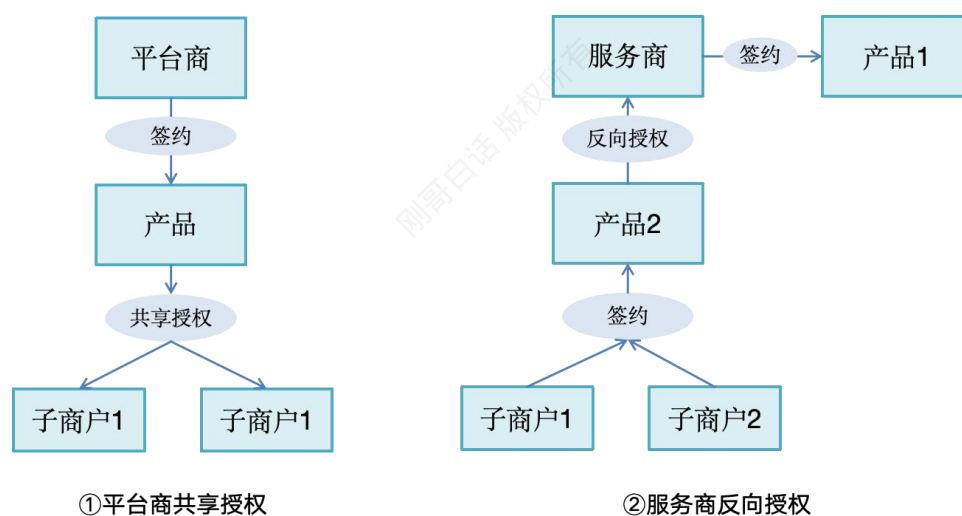 平台商
签约
产品
共享授权
子商户1
子商户1
①平台商共享授权
服务商
签约
产品1
反向授权
产品2
签约
子商户1
子商户2
②服务商反向授权
刚哥白话 版权所有